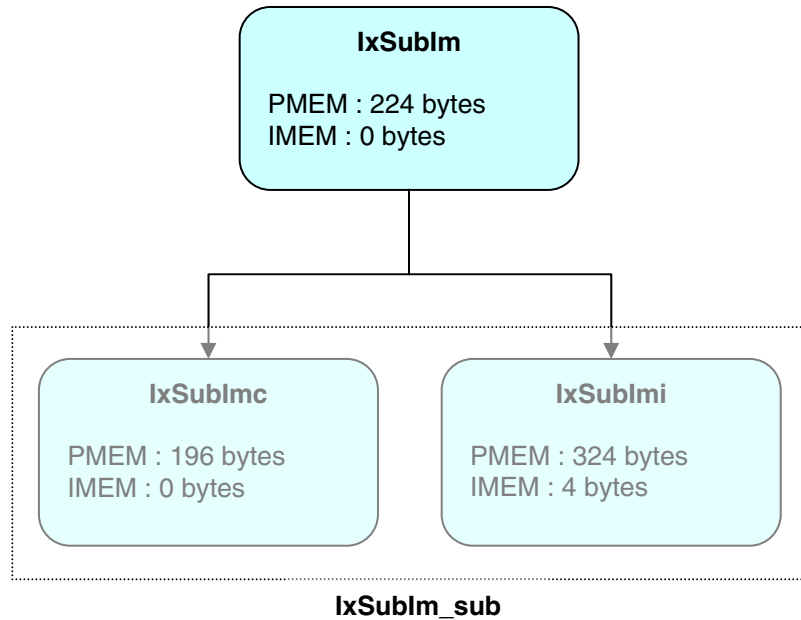 IxSubIm
PMEM : 224 bytes
IMEM : 0 bytes
IxSubImc
PMEM : 196 bytes
IMEM : 0 bytes
IxSubImi
PMEM : 324 bytes
IMEM : 4 bytes
IxSubIm_sub